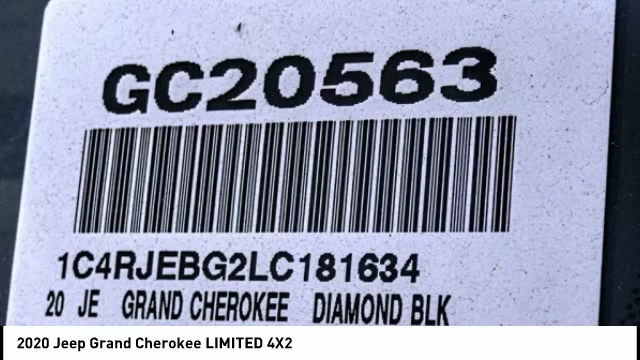 GC20563
1C4RJEBG2LC181634
20 JE GRAND CHEROKEE DIAMOND BLK
2020 Jeep Grand Cherokee LIMITED 4X2